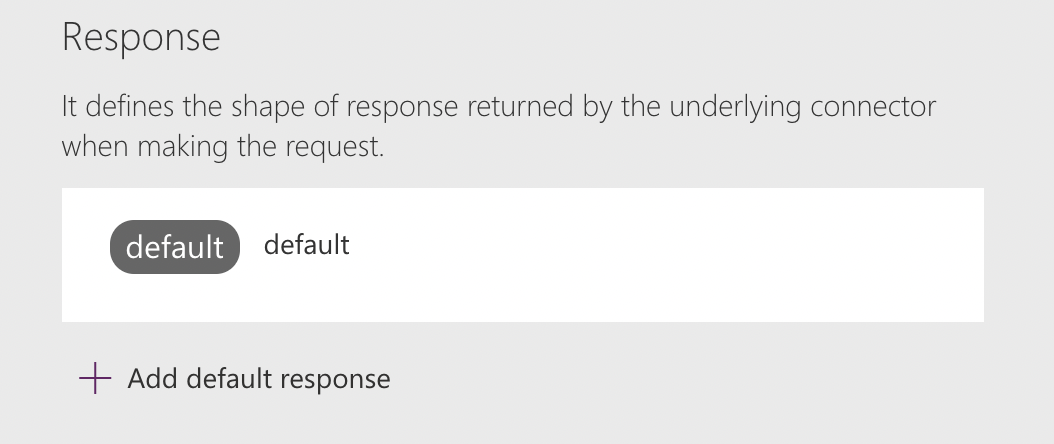 Response
It defines the shape of response returned by the underlying connector
when making the request.
default default
Add default response